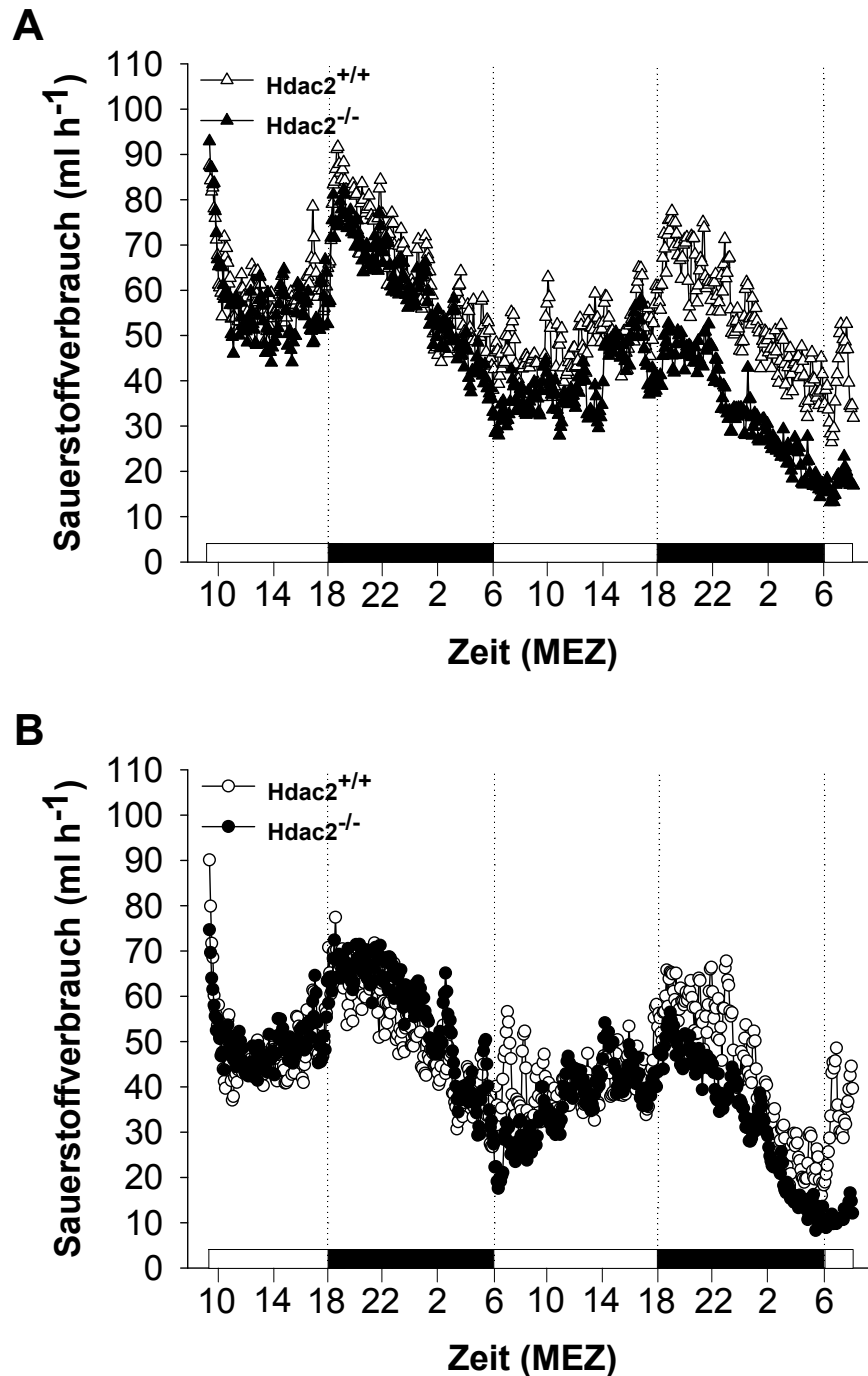 A
110
100
90
80
70
60
50
40
30
20
10
0
Sauerstoffverbrauch (ml h⁻¹)
Hdac2⁺/⁺
Hdac2⁻/⁻
10 14 18 22 2 6 10 14 18 22 2 6
Zeit (MEZ)
B
110
100
90
80
70
60
50
40
30
20
10
0
Sauerstoffverbrauch (ml h⁻¹)
Hdac2⁺/⁺
Hdac2⁻/⁻
10 14 18 22 2 6 10 14 18 22 2 6
Zeit (MEZ)